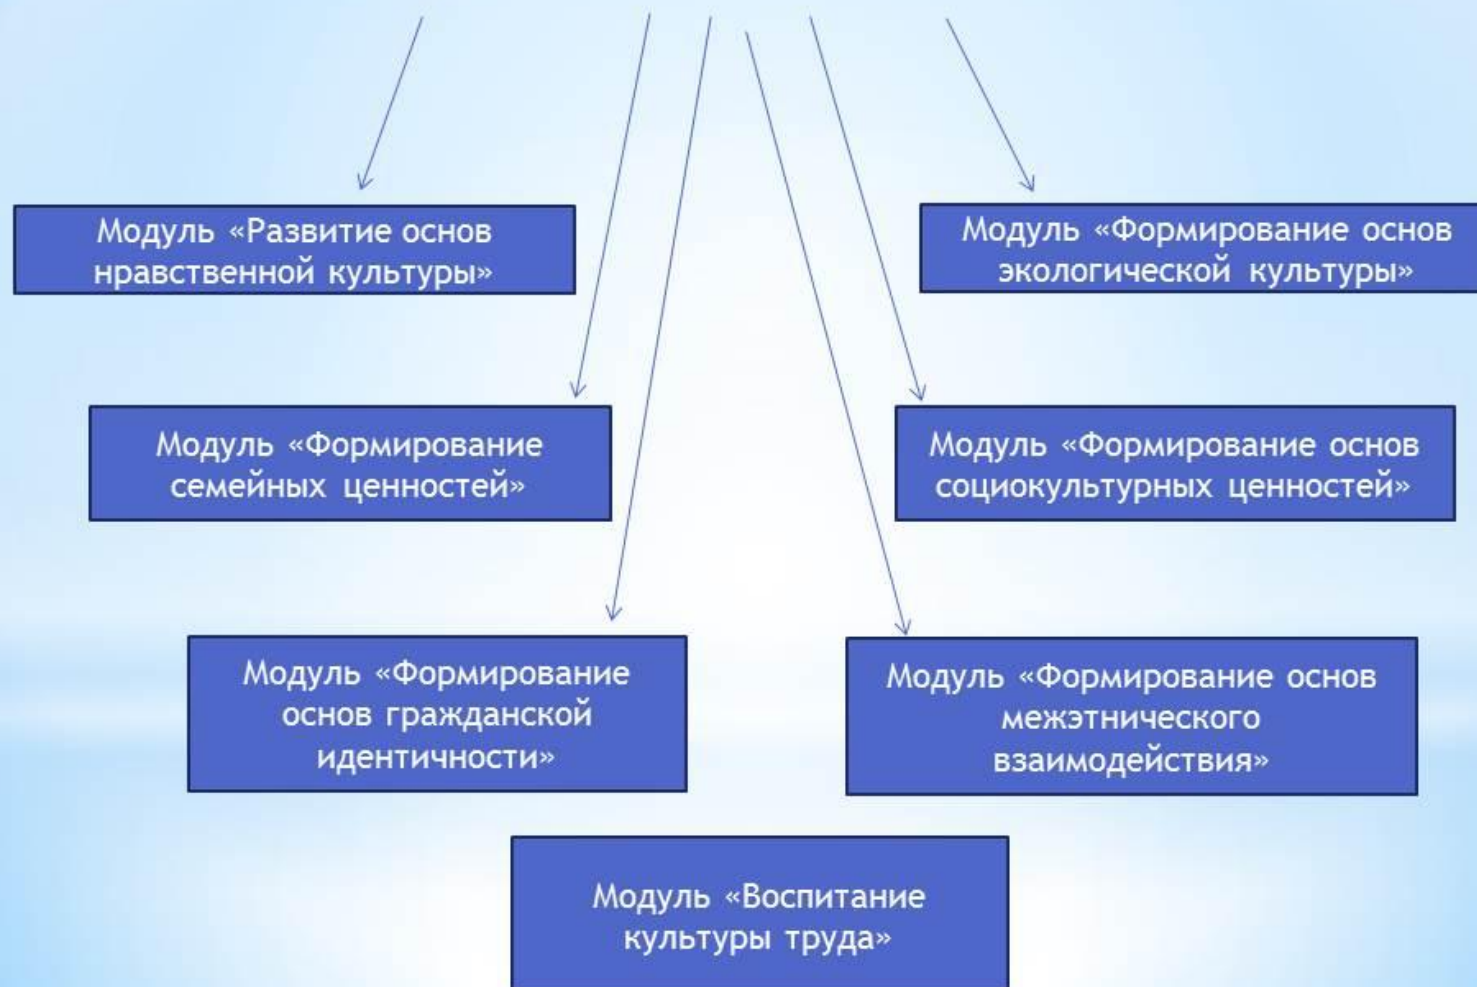 Модуль «Развитие основ
нравственной культуры»
Модуль «Формирование основ
экологической культуры»
Модуль «Формирование
семейных ценностей»
Модуль «Формирование основ
социокультурных ценностей»
Модуль «Формирование
основ гражданской
идентичности»
Модуль «Формирование основ
межэтнического
взаимодействия»
Модуль «Воспитание
культуры труда»